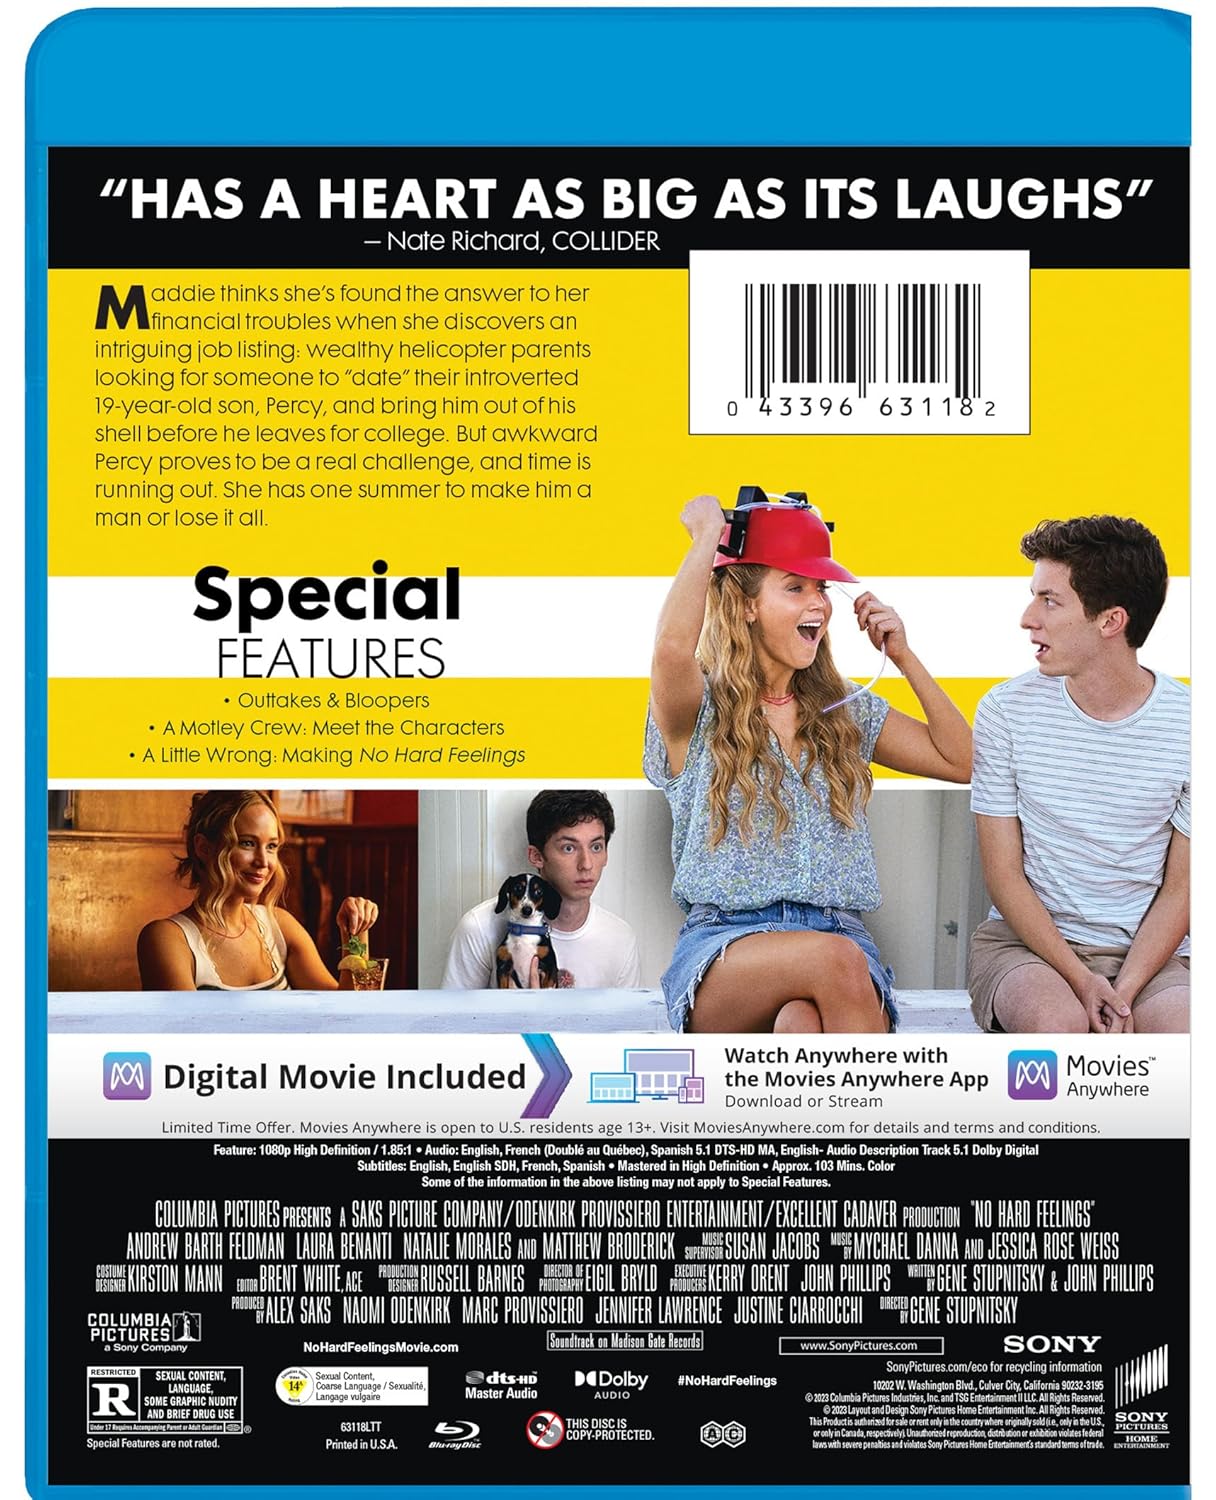 “HAS A HEART AS BIG AS ITS LAUGHS”
– Nate Richard, COLLIDER
Maddie thinks she’s found the answer to her
financial troubles when she discovers an
intriguing job listing: wealthy helicopter parents
looking for someone to “date” their introverted
19-year-old son, Percy, and bring him out of his
shell before he leaves for college. But awkward
Percy proves to be a real challenge, and time is
running out. She has one summer to make him a
man or lose it all.
0 43396 63118 2
Special
FEATURES
• Outtakes & Bloopers
• A Motley Crew: Meet the Characters
• A Little Wrong: Making No Hard Feelings
Digital Movie Included
Watch Anywhere with
the Movies Anywhere App
Download or Stream
Movies™
Anywhere
Limited Time Offer. Movies Anywhere is open to U.S. residents age 13+. Visit MoviesAnywhere.com for details and terms and conditions.
Feature: 1080p High Definition / 1.85:1 • Audio: English, French (Doublé au Québec), Spanish 5.1 DTS-HD MA, English- Audio Description Track 5.1 Dolby Digital
Subtitles: English, English SDH, French, Spanish • Mastered in High Definition • Approx. 103 Mins. Color
Some of the information in the above listing may not apply to Special Features.
COLUMBIA PICTURES PRESENTS A SAKS PICTURE COMPANY/ODENKIRK PROVISSIERO ENTERTAINMENT/EXCELLENT CADAVER PRODUCTION "NO HARD FEELINGS"
ANDREW BARTH FELDMAN LAURA BENANTI NATALIE MORALES AND MATTHEW BRODERICK MUSIC SUPERVISOR SUSAN JACOBS MUSIC BY MYCHAEL DANNA AND JESSICA ROSE WEISS
COSTUME DESIGNER KIRSTON MANN EDITOR BRENT WHITE, ACE PRODUCTION DESIGNER RUSSELL BARNES DIRECTOR OF PHOTOGRAPHY EIGIL BRYLD EXECUTIVE PRODUCERS KERRY ORENT JOHN PHILLIPS WRITTEN BY GENE STUPNITSKY & JOHN PHILLIPS
PRODUCED BY ALEX SAKS NAOMI ODENKIRK MARC PROVISSIERO JENNIFER LAWRENCE JUSTINE CIARROCCHI DIRECTED BY GENE STUPNITSKY
COLUMBIA
PICTURES
a Sony Company
NoHardFeelingsMovie.com
Soundtrack on Madison Gate Records
www.SonyPictures.com
SONY
SonyPictures.com/eco for recycling information
RESTRICTED
R
SEXUAL CONTENT,
LANGUAGE,
SOME GRAPHIC NUDITY
AND BRIEF DRUG USE
Under 17 Requires Accompanying Parent or Adult Guardian
®
Special Features are not rated.
14A
Sexual Content,
Coarse Language / Sexualité,
Langage vulgaire
63118LTT
Printed in U.S.A.
dts-HD
Master Audio
Dolby
AUDIO
#NoHardFeelings
Blu-ray Disc
THIS DISC IS
COPY-PROTECTED.
A B C
10202 W. Washington Blvd., Culver City, California 90232-3195
© 2023 Columbia Pictures Industries, Inc. and TSG Entertainment II LLC. All Rights Reserved.
© 2023 Layout and Design Sony Pictures Home Entertainment Inc. All Rights Reserved.
This Product is authorized for sale or rent only in the country where originally sold (i.e., only in the U.S.,
or only in Canada, respectively). Unauthorized reproduction, distribution or exhibition violates federal
laws with severe penalties and violates Sony Pictures Home Entertainment's standard terms of trade.
SONY
PICTURES
HOME
ENTERTAINMENT